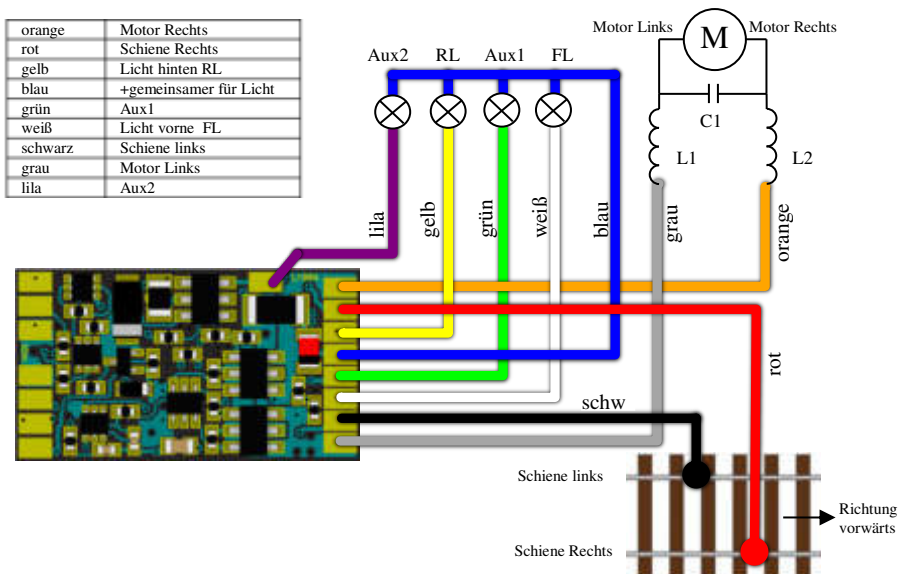 orange Motor Rechts
rot Schiene Rechts
gelb Licht hinten RL
blau +gemeinsamer für Licht
grün Aux1
weiß Licht vorne FL
schwarz Schiene links
grau Motor Links
lila Aux2
Motor Links
Motor Rechts
M
Aux2 RL Aux1 FL
C1
L1 L2
lila
gelb
grün
weiß
blau
grau
orange
rot
schw
Schiene links
Schiene Rechts
Richtung
vorwärts